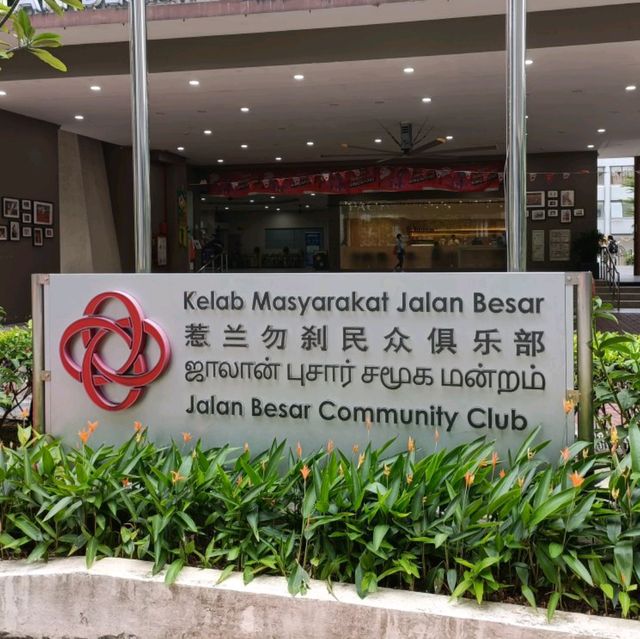 Kelab Masyarakat Jalan Besar
惹兰勿刹民众俱乐部
ஜாலான் புசார் சமூக மன்றம்
Jalan Besar Community Club